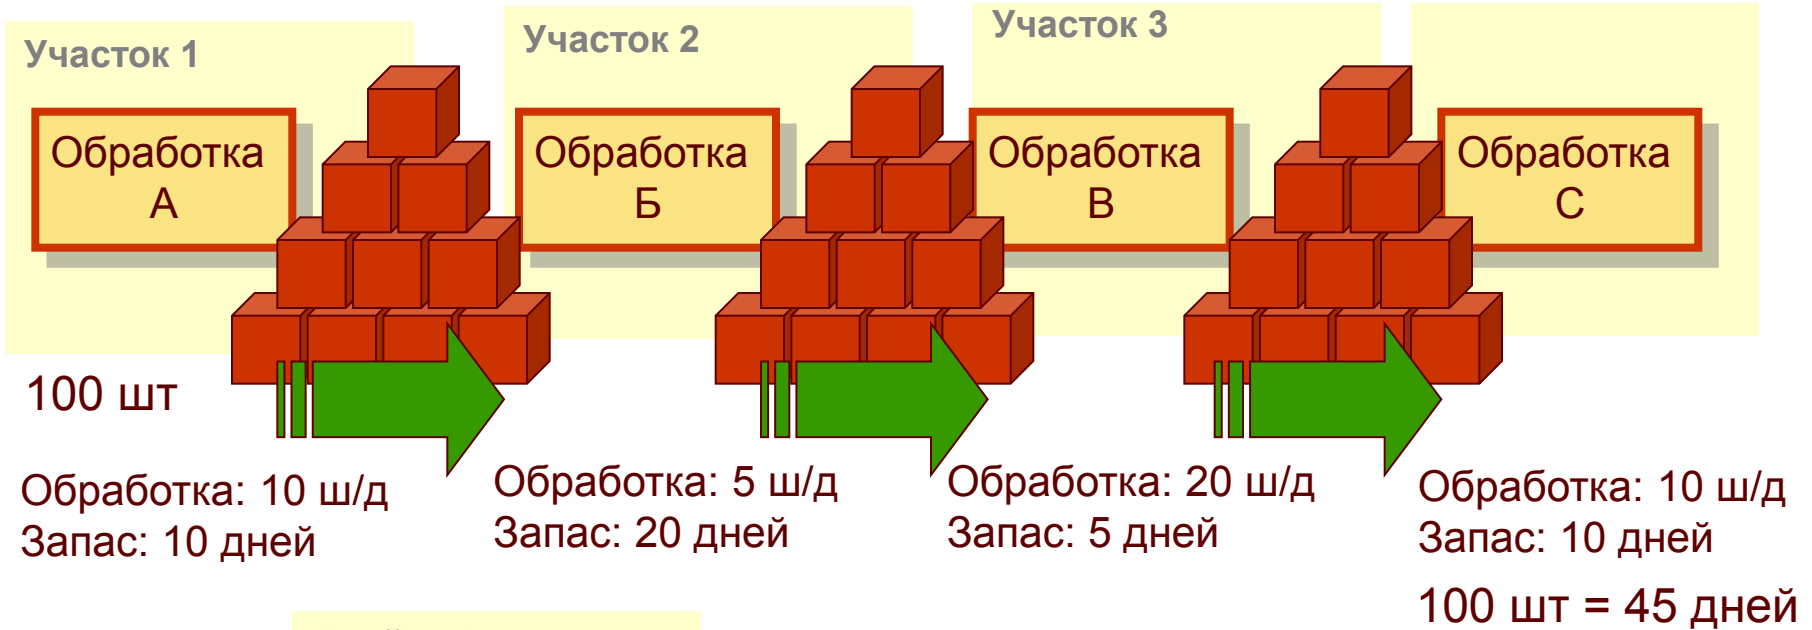 Участок 1
Участок 2
Участок 3
Обработка
А
Обработка
Б
Обработка
В
Обработка
С
100 шт
Обработка: 10 ш/д
Запас: 10 дней
Обработка: 5 ш/д
Запас: 20 дней
Обработка: 20 ш/д
Запас: 5 дней
Обработка: 10 ш/д
Запас: 10 дней
100 шт = 45 дней